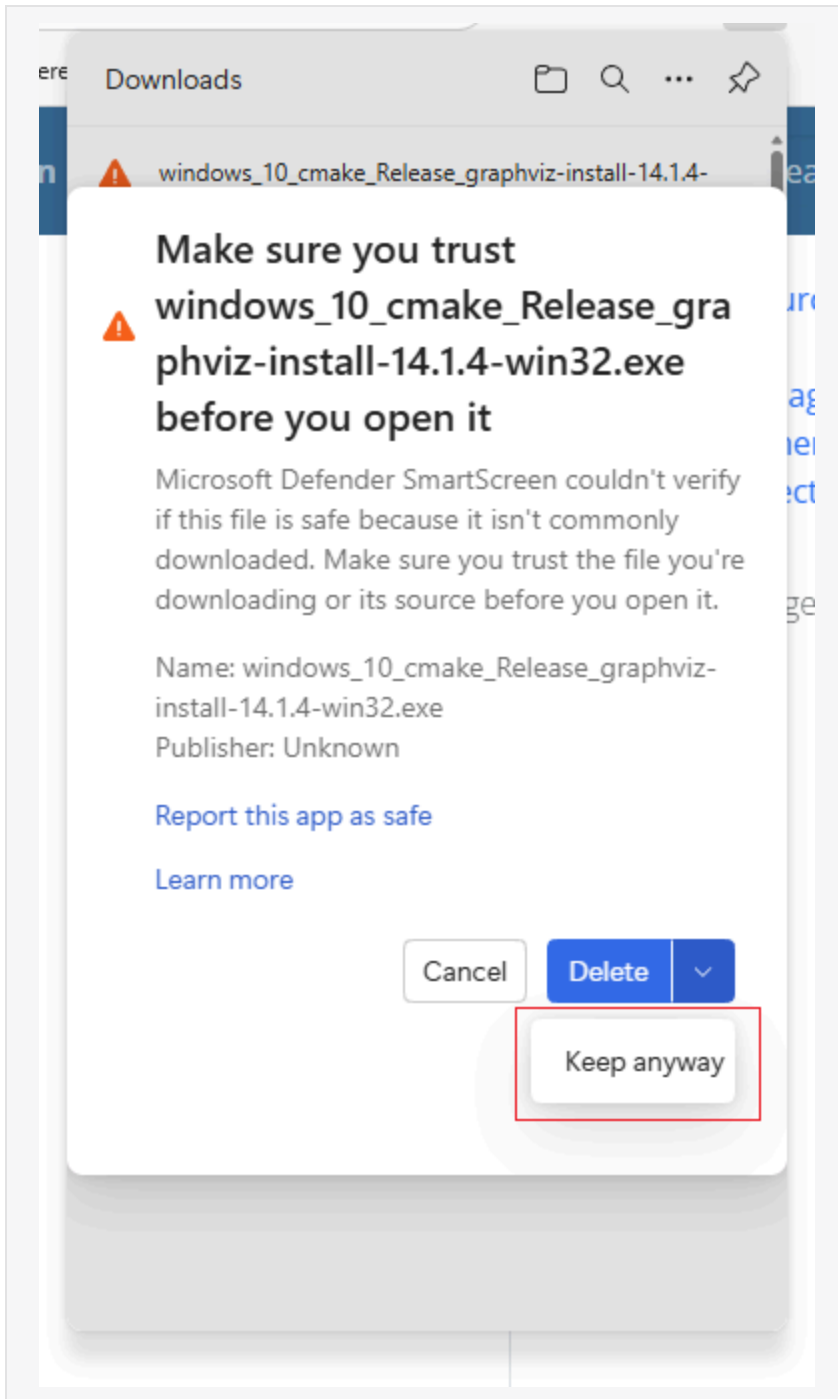 ere
Downloads
n
windows_10_cmake_Release_graphviz-install-14.1.4-
ea
Make sure you trust
windows_10_cmake_Release_gra
phviz-install-14.1.4-win32.exe
before you open it
Microsoft Defender SmartScreen couldn't verify
if this file is safe because it isn't commonly
downloaded. Make sure you trust the file you're
downloading or its source before you open it.
Name: windows_10_cmake_Release_graphviz-
install-14.1.4-win32.exe
Publisher: Unknown
Report this app as safe
Learn more
Cancel
Delete
Keep anyway